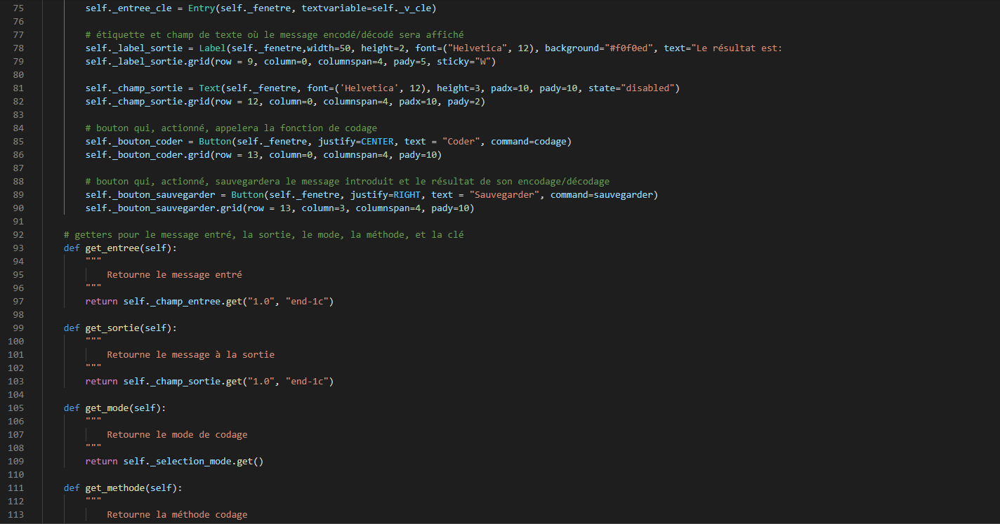 75 self._entree_cle = Entry(self._fenetre, textvariable=self._v_cle)
76
77 # étiquette et champ de texte où le message encodé/décodé sera affiché
78 self._label_sortie = Label(self._fenetre,width=50, height=2, font=("Helvetica", 12), background="#f0f0ed", text="Le résultat est:
79 self._label_sortie.grid(row = 9, column=0, columnspan=4, pady=5, sticky="W")
80
81 self._champ_sortie = Text(self._fenetre, font=('Helvetica', 12), height=3, padx=10, pady=10, state="disabled")
82 self._champ_sortie.grid(row = 12, column=0, columnspan=4, padx=10, pady=2)
83
84 # bouton qui, actionné, appelera la fonction de codage
85 self._bouton_coder = Button(self._fenetre, justify=CENTER, text = "Coder", command=codage)
86 self._bouton_coder.grid(row = 13, column=0, columnspan=4, pady=10)
87
88 # bouton qui, actionné, sauvegardera le message introduit et le résultat de son encodage/décodage
89 self._bouton_sauvegarder = Button(self._fenetre, justify=RIGHT, text = "Sauvegarder", command=sauvegarder)
90 self._bouton_sauvegarder.grid(row = 13, column=3, columnspan=4, pady=10)
91
92 # getters pour le message entré, la sortie, le mode, la méthode, et la clé
93 def get_entree(self):
94 """
95 Retourne le message entré
96 """
97 return self._champ_entree.get("1.0", "end-1c")
98
99 def get_sortie(self):
100 """
101 Retourne le message à la sortie
102 """
103 return self._champ_sortie.get("1.0", "end-1c")
104
105 def get_mode(self):
106 """
107 Retourne le mode de codage
108 """
109 return self._selection_mode.get()
110
111 def get_methode(self):
112 """
113 Retourne la méthode codage